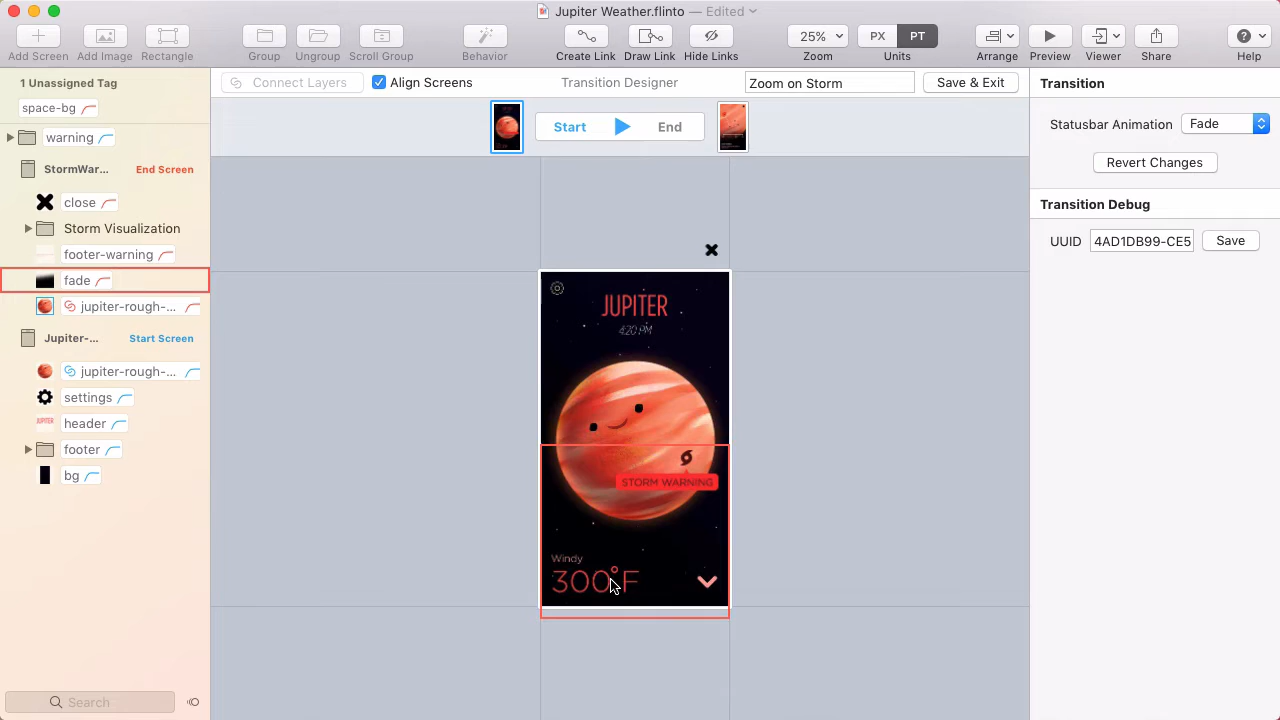 Jupiter Weather.flinto — Edited
Add Screen
Add Image
Rectangle
Group
Ungroup
Scroll Group
Behavior
Create Link
Draw Link
Hide Links
25%
Zoom
PX
PT
Units
Arrange
Preview
Viewer
Share
Help
1 Unassigned Tag
Connect Layers
Align Screens
Transition Designer
Zoom on Storm
Save & Exit
Transition
space-bg
Start
End
Statusbar Animation
Fade
warning
Revert Changes
StormWar...
End Screen
close
Transition Debug
Storm Visualization
UUID
4AD1DB99-CE5
Save
footer-warning
fade
jupiter-rough-...
JUPITER
4:20 PM
Jupiter-...
Start Screen
jupiter-rough-...
settings
JUPITER
header
footer
bg
STORM WARNING
Windy
300°F
Search